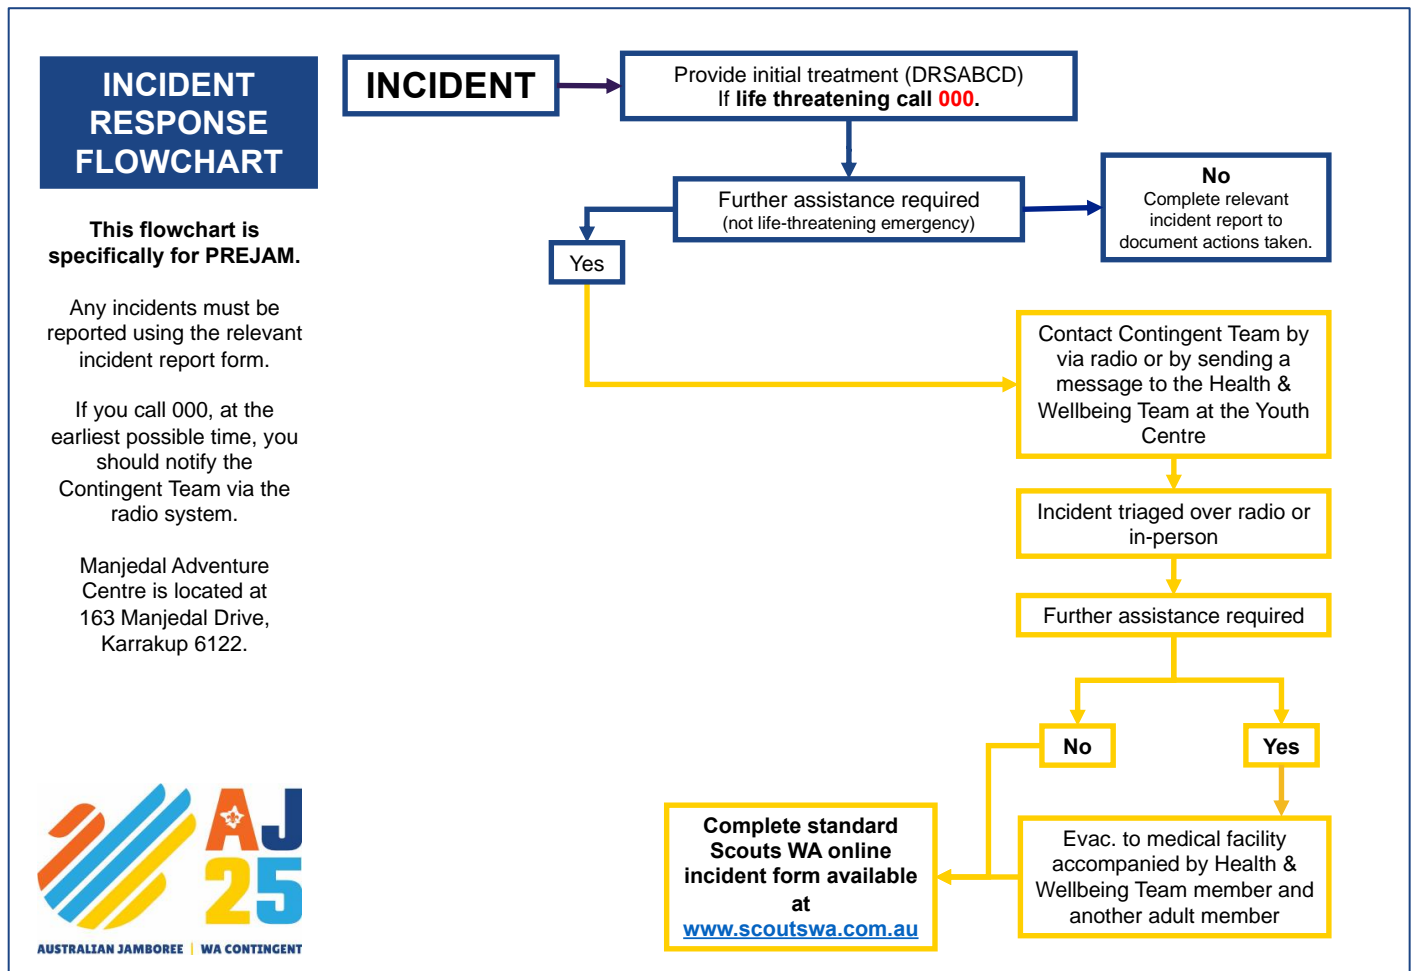 INCIDENT
RESPONSE
FLOWCHART
This flowchart is
specifically for PREJAM.
Any incidents must be
reported using the relevant
incident report form.
If you call 000, at the
earliest possible time, you
should notify the
Contingent Team via the
radio system.
Manjedal Adventure
Centre is located at
163 Manjedal Drive,
Karrakup 6122.
INCIDENT
Provide initial treatment (DRSABCD)
If life threatening call 000.
Further assistance required
(not life-threatening emergency)
No
Complete relevant
incident report to
document actions taken.
Yes
Contact Contingent Team by
via radio or by sending a
message to the Health &
Wellbeing Team at the Youth
Centre
Incident triaged over radio or
in-person
Further assistance required
No
Yes
Evac. to medical facility
accompanied by Health &
Wellbeing Team member and
another adult member
Complete standard
Scouts WA online
incident form available
at
www.scoutswa.com.au
AJ
25
AUSTRALIAN JAMBOREE | WA CONTINGENT